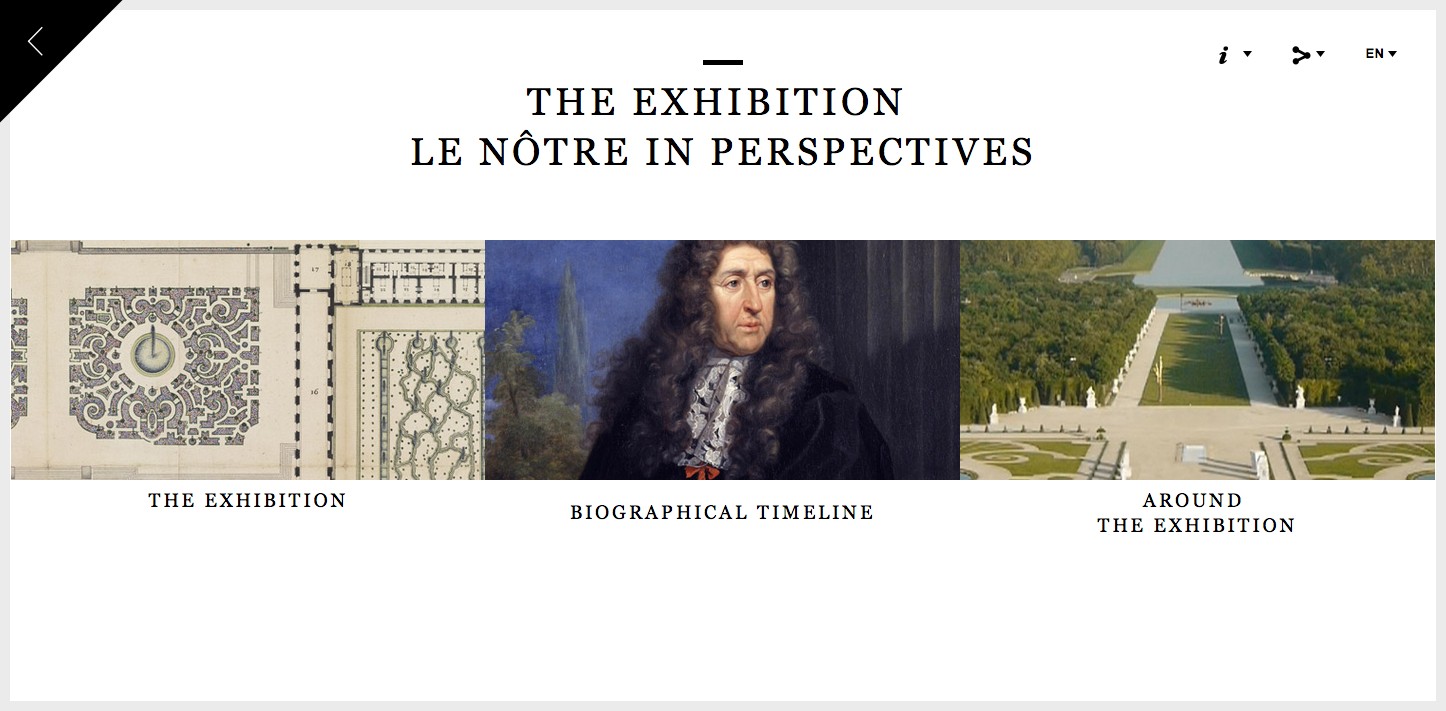 EN
THE EXHIBITION
LE NÔTRE IN PERSPECTIVES
17
16
THE EXHIBITION
BIOGRAPHICAL TIMELINE
AROUND
THE EXHIBITION